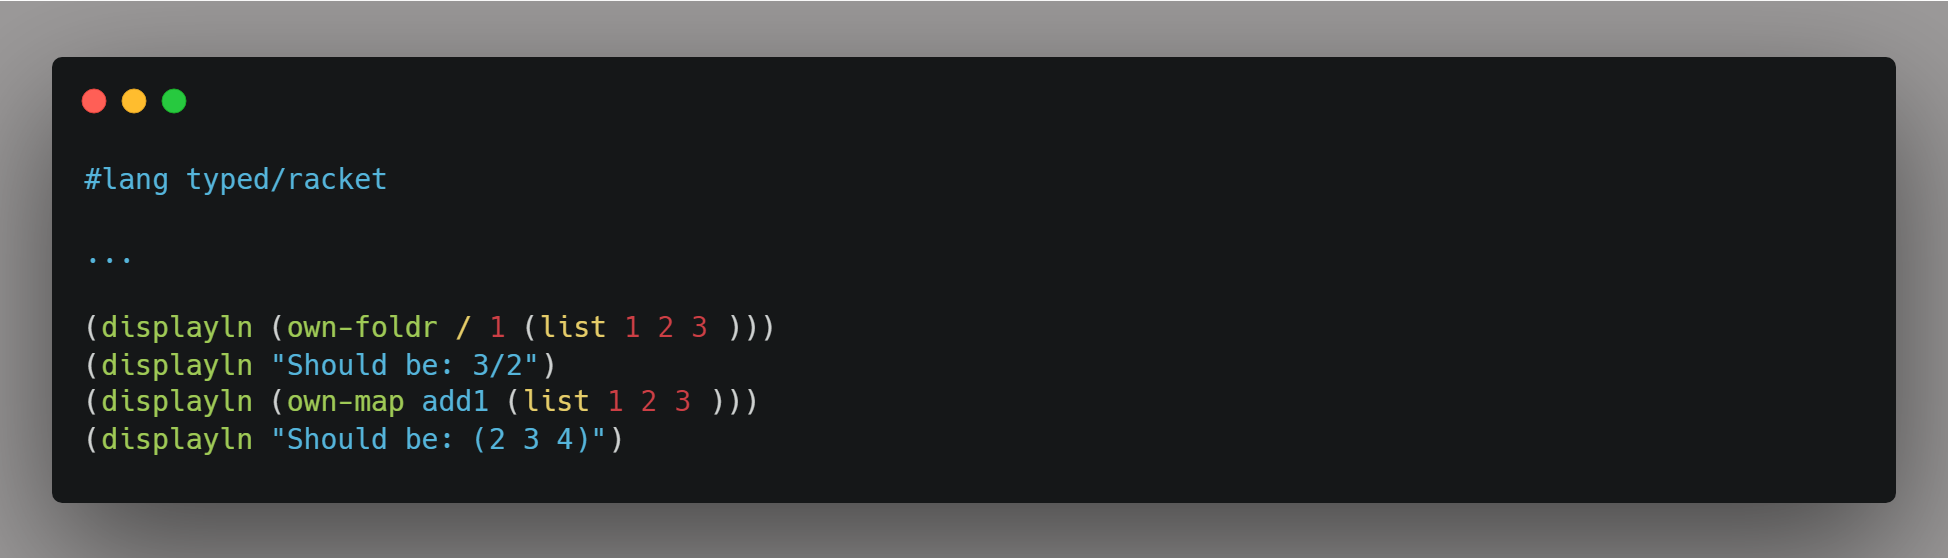 #lang typed/racket
...
(displayln (own-foldr / 1 (list 1 2 3 )))
(displayln "Should be: 3/2")
(displayln (own-map add1 (list 1 2 3 )))
(displayln "Should be: (2 3 4)")